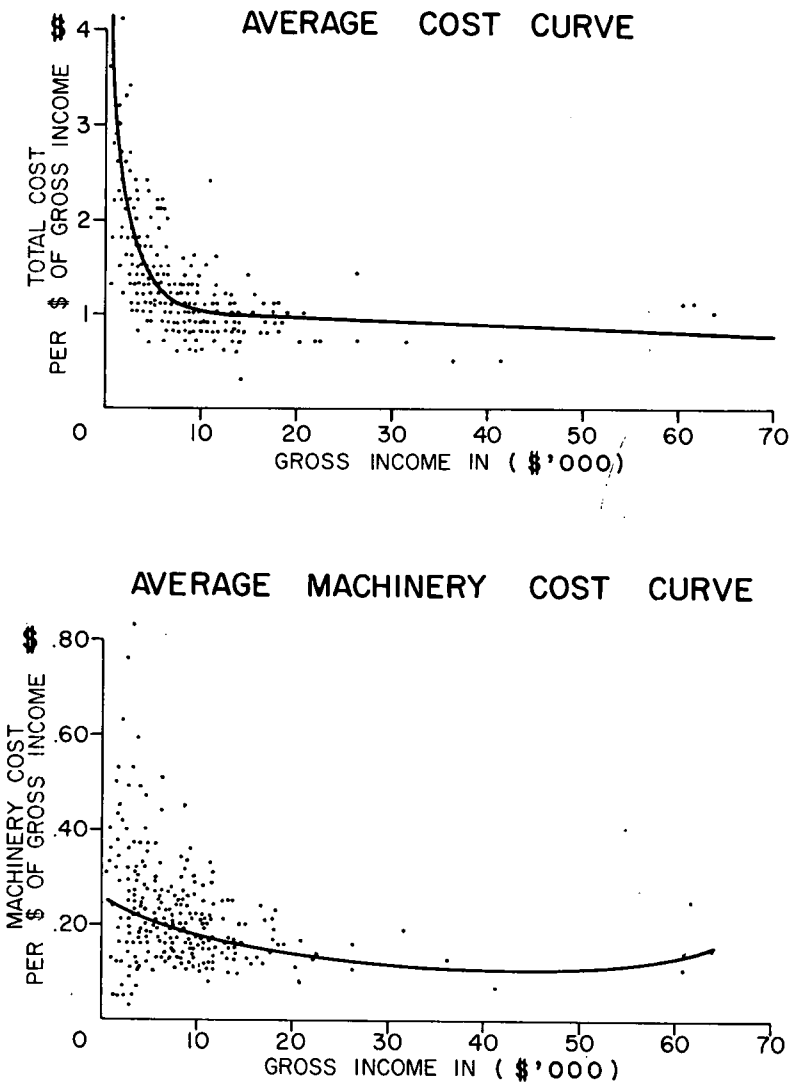 AVERAGE COST CURVE
TOTAL COST
PER $ OF GROSS INCOME $
4
3
2
1
0 10 20 30 40 50 60 70
GROSS INCOME IN ($'000)
AVERAGE MACHINERY COST CURVE
MACHINERY COST
PER $ OF GROSS INCOME $
.80
.60
.40
.20
0 10 20 30 40 50 60 70
GROSS INCOME IN ($'000)